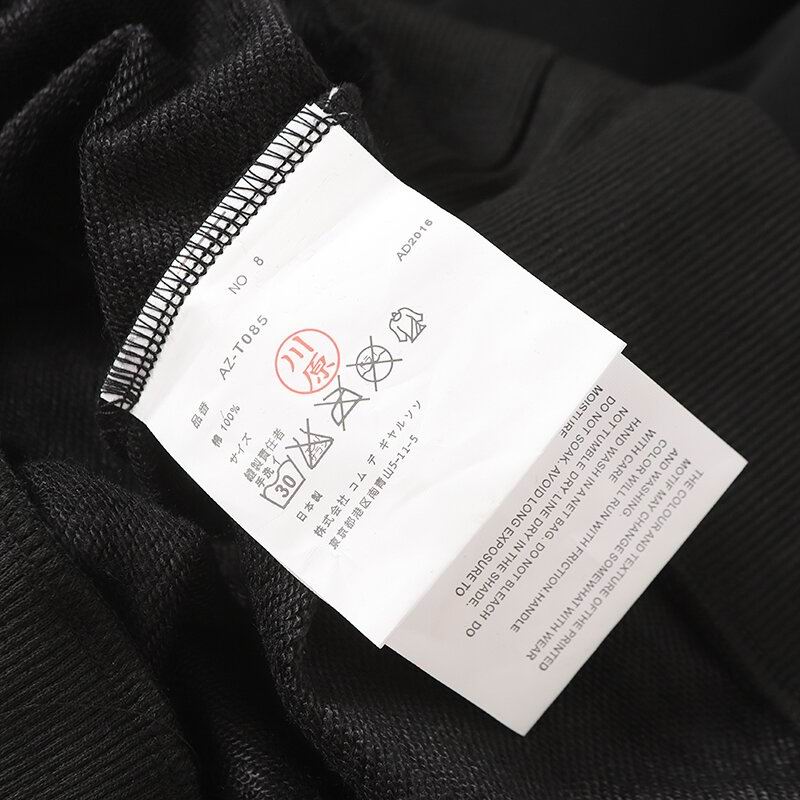 NO 8
AD2016
品番 AZ-T085
棉 100%
サイズ
縫製責任者
川原
手洗イ
30
日本製
株式会社 コム デ ギャルソン
東京都港区南青山5-11-5
THE COLOUR AND TEXTURE OF THE PRINTED
MOTIF MAY CHANGE SOMEWHAT WITH WEAR
AND WASHING
COLOR WILL RUN WITH FRICTION.HANDLE
WITH CARE
HAND WASH IN A NET BAG. DO NOT BLEACH DO
NOT TUMBLE DRY LINE DRY IN THE SHADE.
DO NOT SOAK. AVOID LONG EXPOSURE TO
MOISTURE